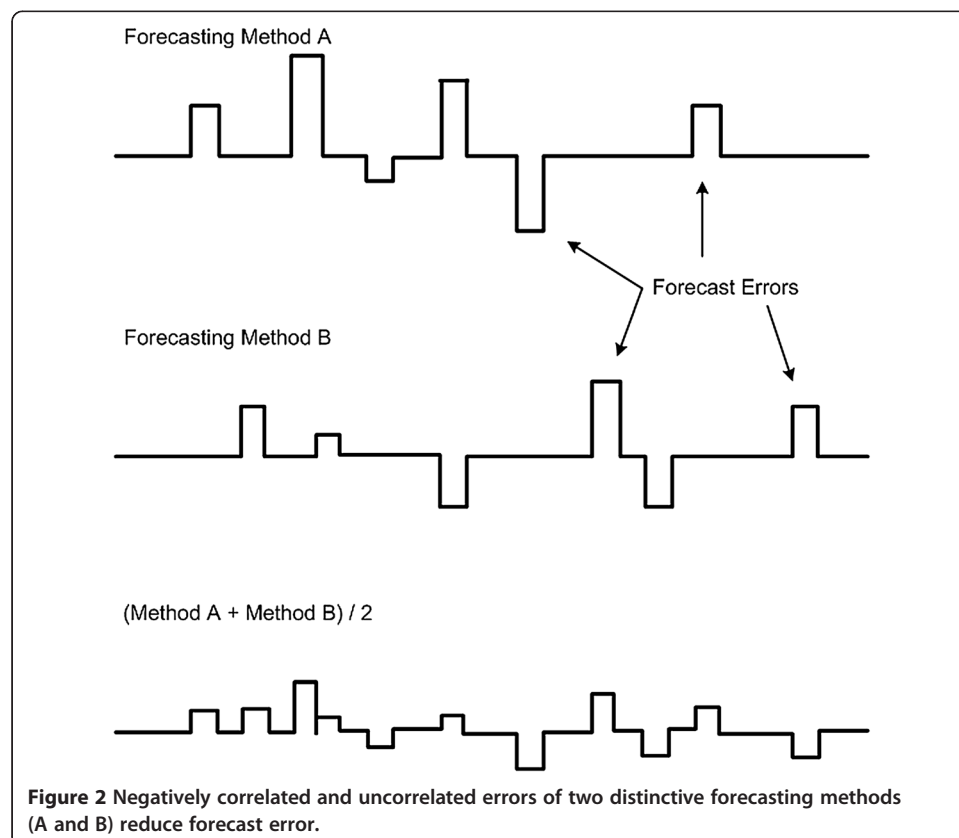 Forecasting Method A
Forecast Errors
Forecasting Method B
(Method A + Method B) / 2
Figure 2 Negatively correlated and uncorrelated errors of two distinctive forecasting methods
(A and B) reduce forecast error.